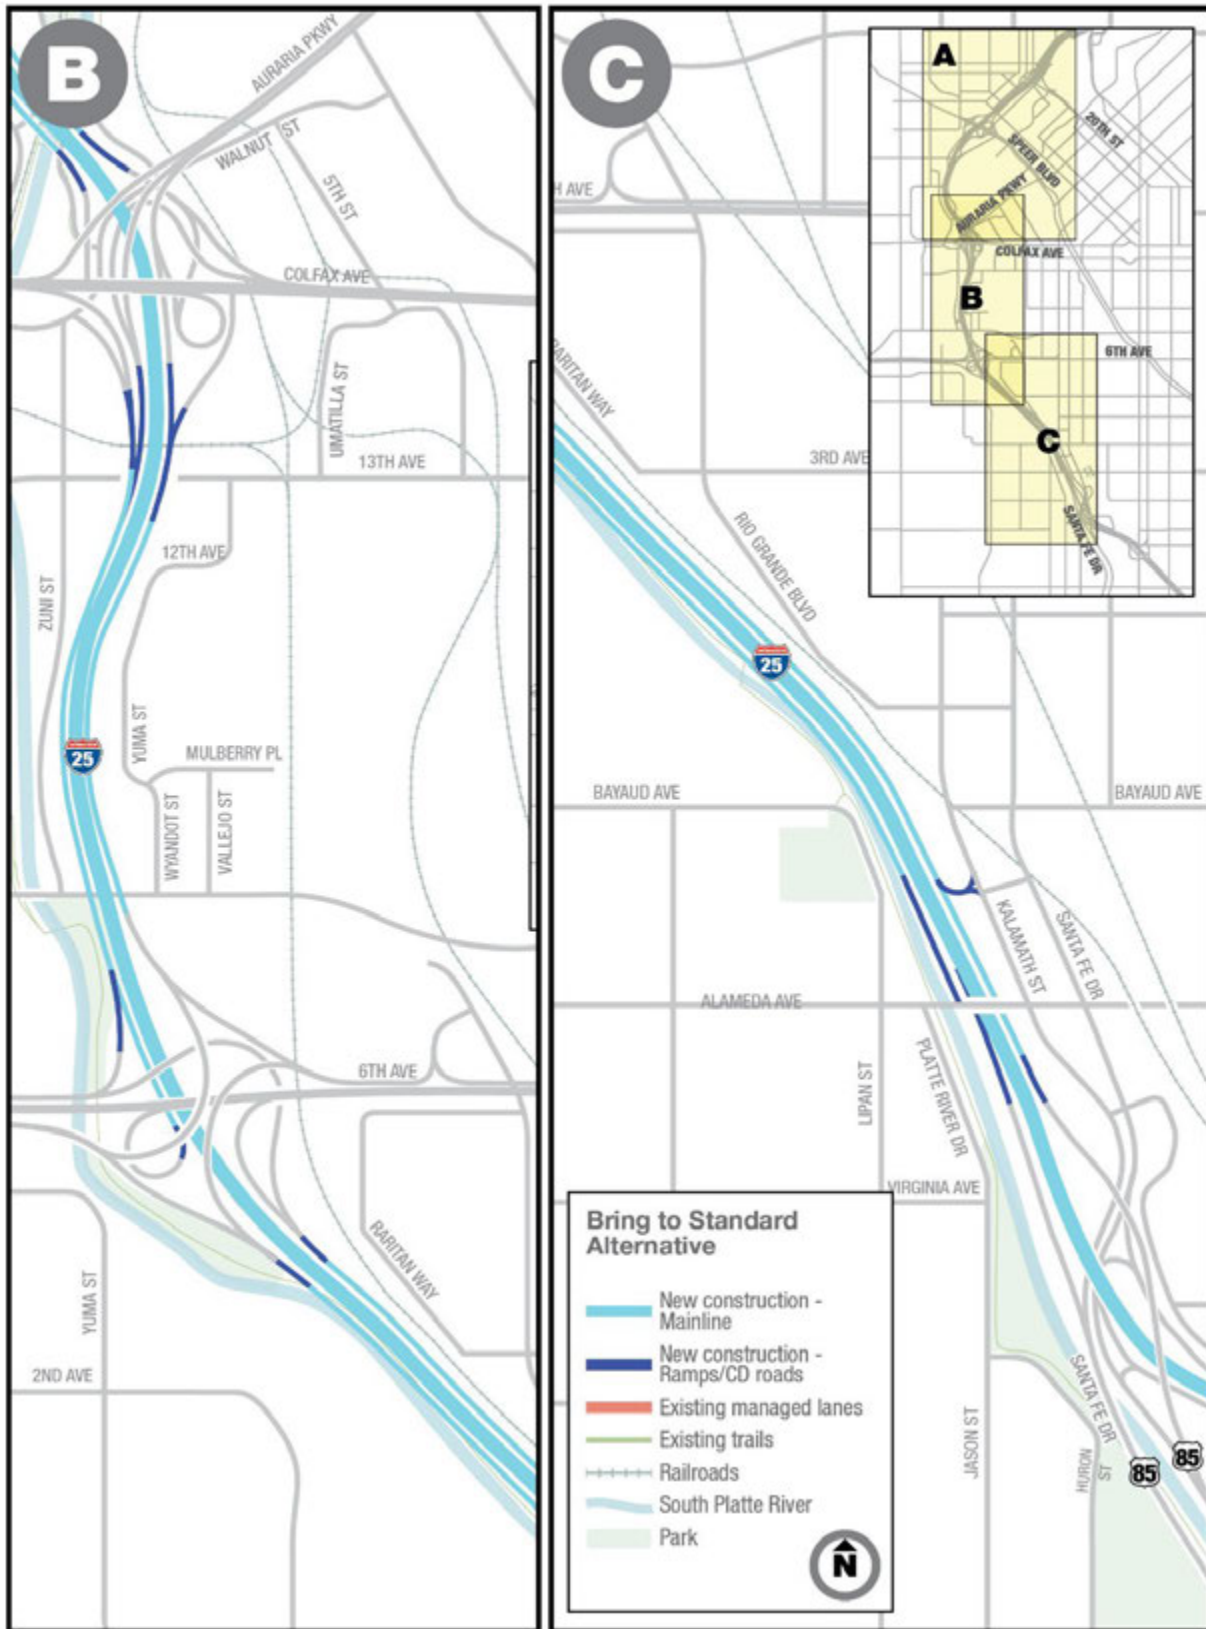 B
AURARIA PKWY
WALNUT ST
5TH ST
COLFAX AVE
UMATILLA ST
13TH AVE
12TH AVE
ZUNI ST
YUMA ST
25
MULBERRY PL
WYANDOT ST
VALLEJO ST
6TH AVE
RARITAN WAY
YUMA ST
2ND AVE
C
H AVE
RARITAN WAY
3RD AVE
RIO GRANDE BLVD
25
BAYAUD AVE
BAYAUD AVE
KALAMATH ST
SANTA FE DR
ALAMEDA AVE
PLATTE RIVER DR
LIPAN ST
VIRGINIA AVE
SANTA FE DR
JASON ST
HURON
ST
85
85
A
20TH ST
SPEER BLVD
AURARIA PKWY
COLFAX AVE
B
6TH AVE
C
SANTA FE DR
Bring to Standard
Alternative
New construction -
Mainline
New construction -
Ramps/CD roads
Existing managed lanes
Existing trails
Railroads
South Platte River
Park
N